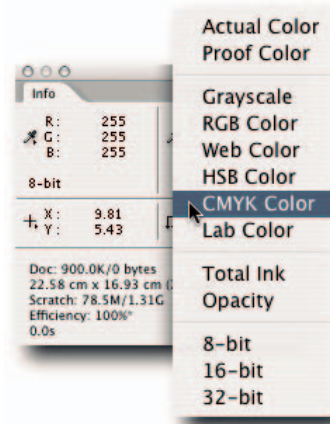 Info
R: 255
G: 255
B: 255
8-bit
X: 9.81
Y: 5.43
Doc: 900.0K/0 bytes
22.58 cm x 16.93 cm (
Scratch: 78.5M/1.31G
Efficiency: 100%*
0.0s
Actual Color
Proof Color
Grayscale
RGB Color
Web Color
HSB Color
CMYK Color
Lab Color
Total Ink
Opacity
8-bit
16-bit
32-bit